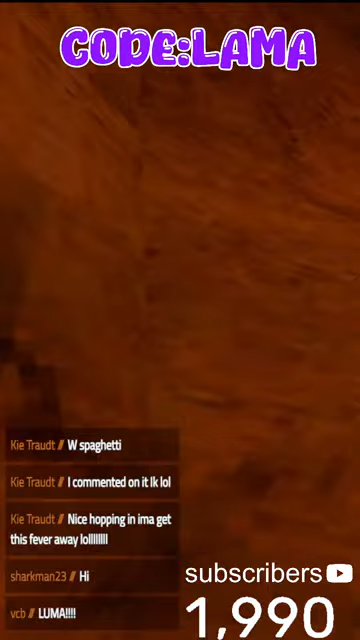 CODE:LAMA
Kie Traudt // W spaghetti
Kie Traudt // I commented on it lk lol
Kie Traudt // Nice hopping in ima get
this fever away lolllllllll
sharkman23 // Hi
vcb // LUMA!!!!
subscribers
1,990